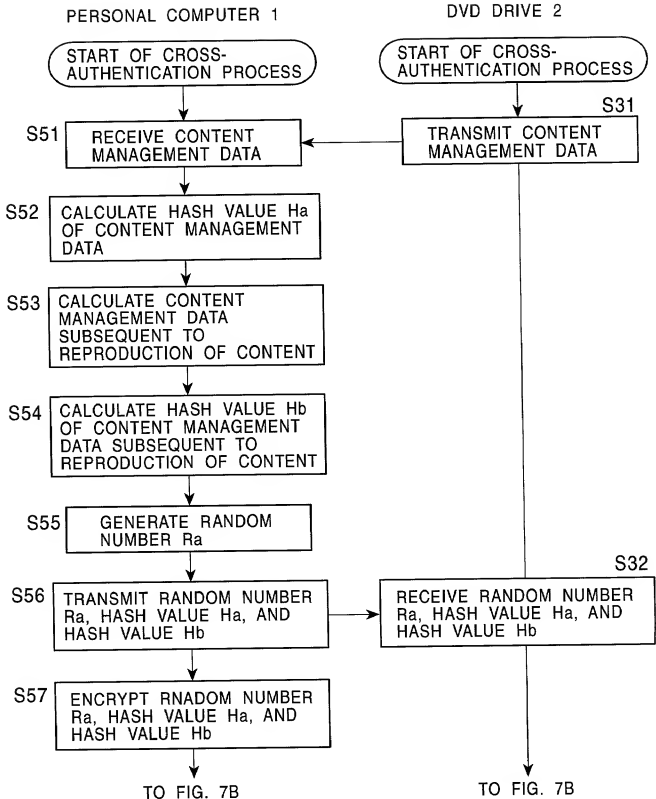 PERSONAL COMPUTER 1
DVD DRIVE 2
START OF CROSS-
AUTHENTICATION PROCESS
START OF CROSS-
AUTHENTICATION PROCESS
S51
RECEIVE CONTENT
MANAGEMENT DATA
S31
TRANSMIT CONTENT
MANAGEMENT DATA
S52
CALCULATE HASH VALUE Ha
OF CONTENT MANAGEMENT
DATA
S53
CALCULATE CONTENT
MANAGEMENT DATA
SUBSEQUENT TO
REPRODUCTION OF CONTENT
S54
CALCULATE HASH VALUE Hb
OF CONTENT MANAGEMENT
DATA SUBSEQUENT TO
REPRODUCTION OF CONTENT
S55
GENERATE RANDOM
NUMBER Ra
S56
TRANSMIT RANDOM NUMBER
Ra, HASH VALUE Ha, AND
HASH VALUE Hb
S32
RECEIVE RANDOM NUMBER
Ra, HASH VALUE Ha, AND
HASH VALUE Hb
S57
ENCRYPT RNADOM NUMBER
Ra, HASH VALUE Ha, AND
HASH VALUE Hb
TO FIG. 7B
TO FIG. 7B